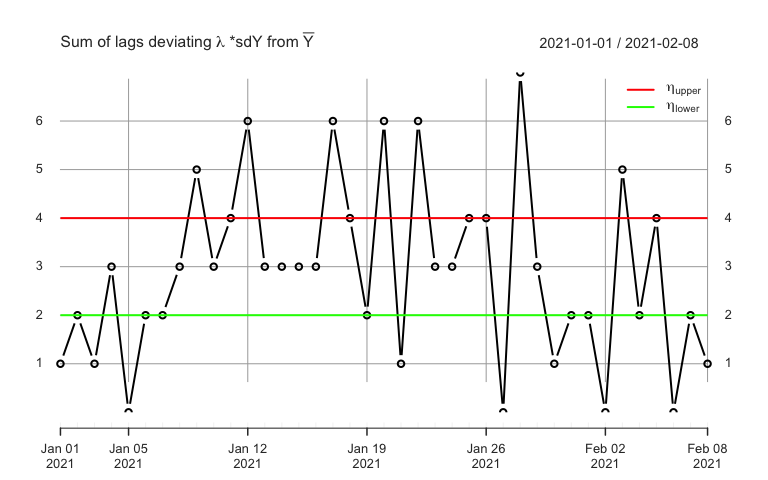 Sum of lags deviating λ *sdY from Y̅
2021-01-01 / 2021-02-08
ηupper
ηlower
6 6
5 5
4 4
3 3
2 2
1 1
Jan 01 Jan 05 Jan 12 Jan 19 Jan 26 Feb 02 Feb 08
2021 2021 2021 2021 2021 2021 2021